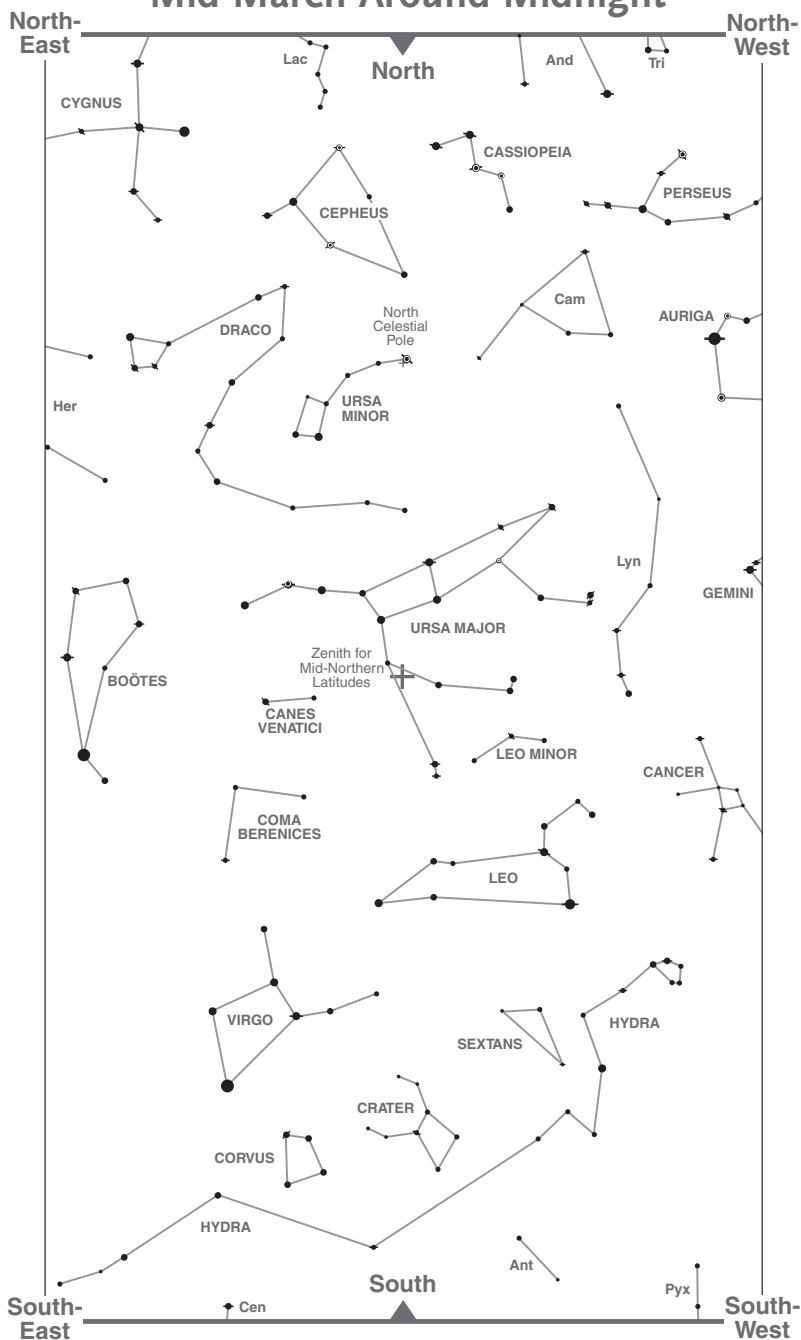 Mid-March Around Midnight
North-
East
North
North-
West
Lac
And
Tri
CYGNUS
CASSIOPEIA
PERSEUS
CEPHEUS
Cam
North
Celestial
Pole
AURIGA
DRACO
URSA
MINOR
Her
Lyn
GEMINI
URSA MAJOR
Zenith for
Mid-Northern
Latitudes
BOÖTES
CANES
VENATICI
LEO MINOR
CANCER
COMA
BERENICES
LEO
VIRGO
HYDRA
SEXTANS
CRATER
CORVUS
HYDRA
Ant
Pyx
South
Cen
South-
East
South-
West